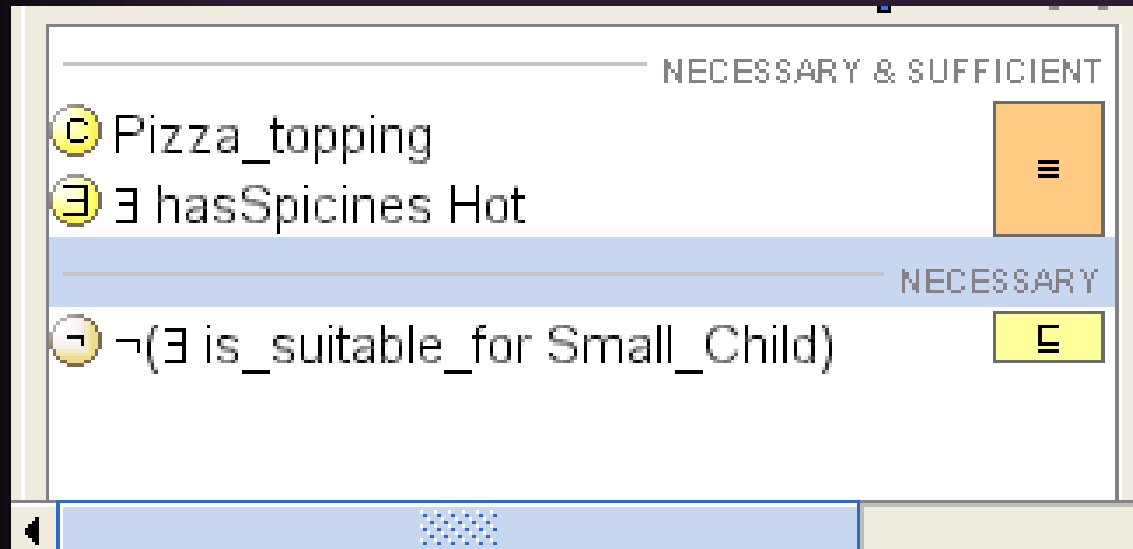 NECESSARY & SUFFICIENT
C Pizza_topping
≡
∃ ∃ hasSpicines Hot
NECESSARY
¬ ¬(∃ is_suitable_for Small_Child) ⊑